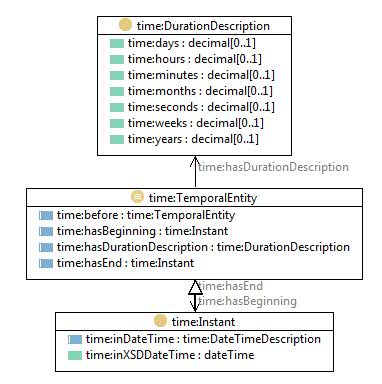 time:DurationDescription
time:days : decimal[0..1]
time:hours : decimal[0..1]
time:minutes : decimal[0..1]
time:months : decimal[0..1]
time:seconds : decimal[0..1]
time:weeks : decimal[0..1]
time:years : decimal[0..1]
time:hasDurationDescription
time:TemporalEntity
time:before : time:TemporalEntity
time:hasBeginning : time:Instant
time:hasDurationDescription : time:DurationDescription
time:hasEnd : time:Instant
time:hasEnd
time:hasBeginning
time:Instant
time:inDateTime : time:DateTimeDescription
time:inXSDDateTime : dateTime